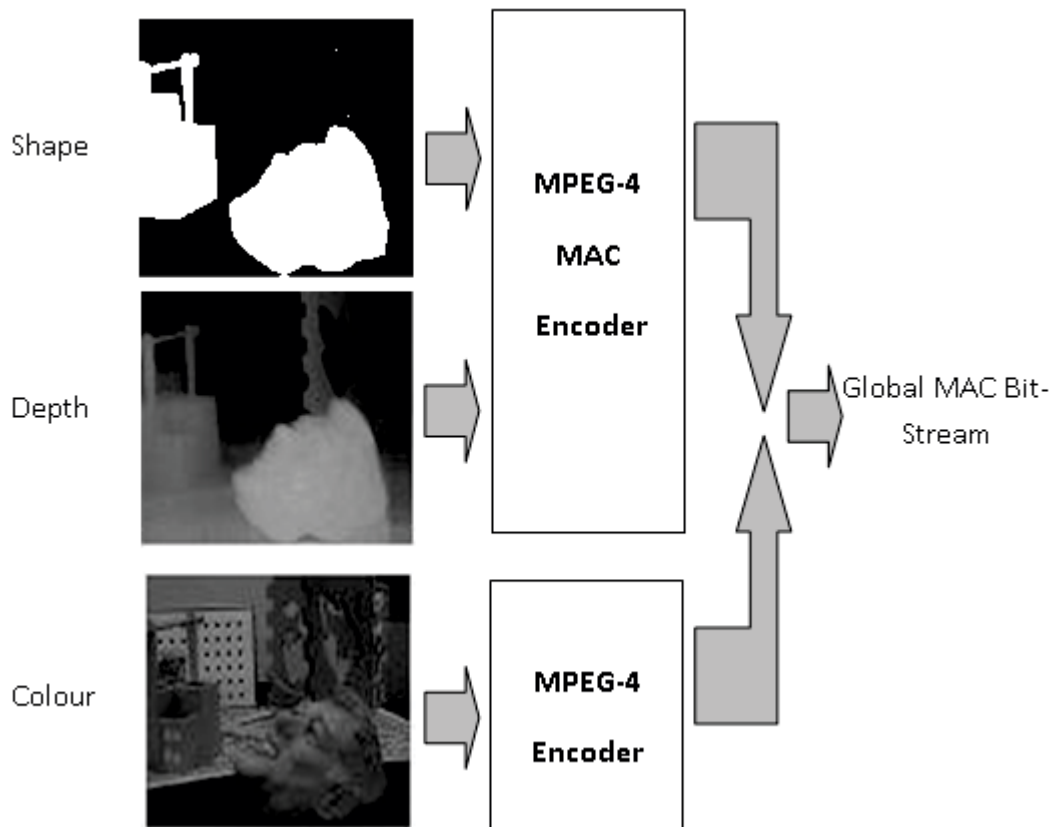 Shape
MPEG-4
MAC
Encoder
Depth
Global MAC Bit-
Stream
Colour
MPEG-4
Encoder